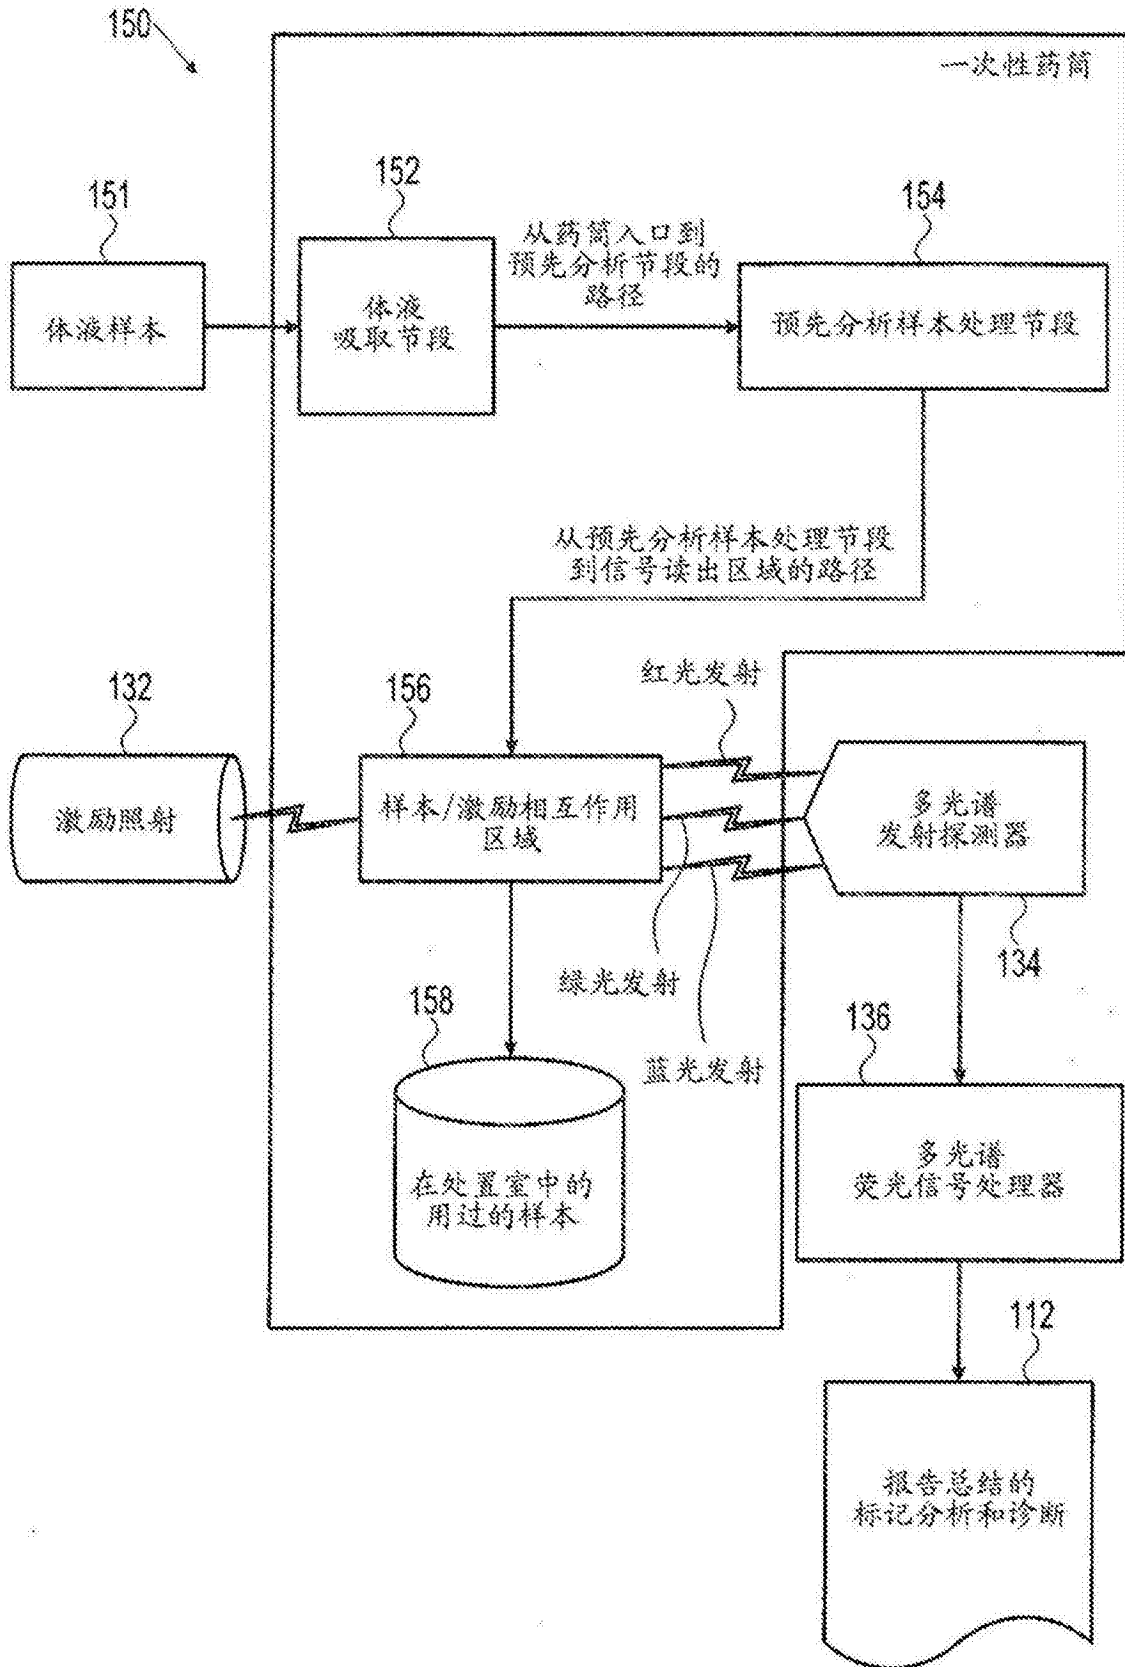 150
一次性药筒
151
体液样本
152
体液
吸取节段
从药筒入口到
预先分析节段的
路径
154
预先分析样本处理节段
从预先分析样本处理节段
到信号读出区域的路径
132
激励照射
156
样本/激励相互作用
区域
红光发射
绿光发射
蓝光发射
多光谱
发射探测器
134
158
在处置室中的
用过的样本
136
多光谱
荧光信号处理器
112
报告总结的
标记分析和诊断